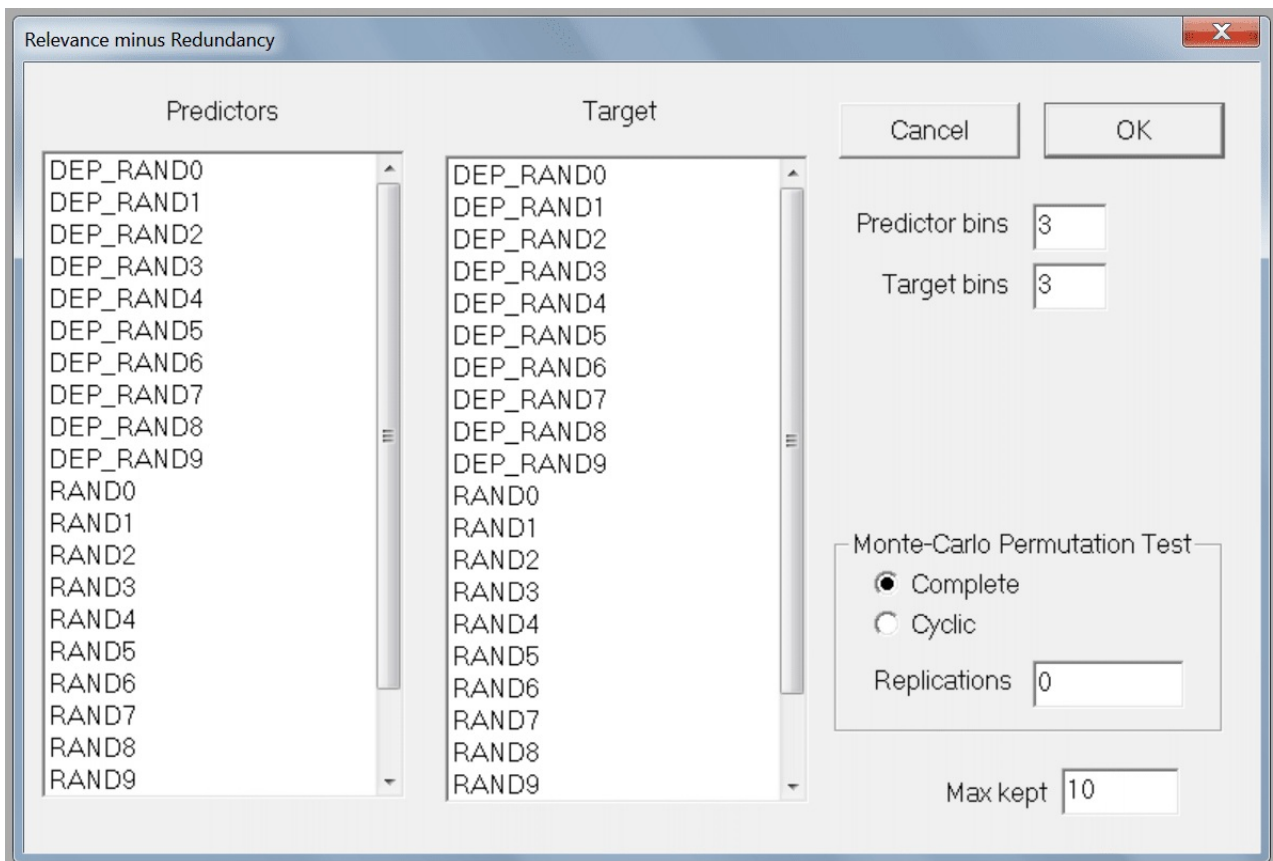 Relevance minus Redundancy
X
Predictors
DEP_RAND0
DEP_RAND1
DEP_RAND2
DEP_RAND3
DEP_RAND4
DEP_RAND5
DEP_RAND6
DEP_RAND7
DEP_RAND8
DEP_RAND9
RAND0
RAND1
RAND2
RAND3
RAND4
RAND5
RAND6
RAND7
RAND8
RAND9
Target
DEP_RAND0
DEP_RAND1
DEP_RAND2
DEP_RAND3
DEP_RAND4
DEP_RAND5
DEP_RAND6
DEP_RAND7
DEP_RAND8
DEP_RAND9
RAND0
RAND1
RAND2
RAND3
RAND4
RAND5
RAND6
RAND7
RAND8
RAND9
Cancel OK
Predictor bins 3
Target bins 3
Monte-Carlo Permutation Test
Complete
Cyclic
Replications 0
Max kept 10